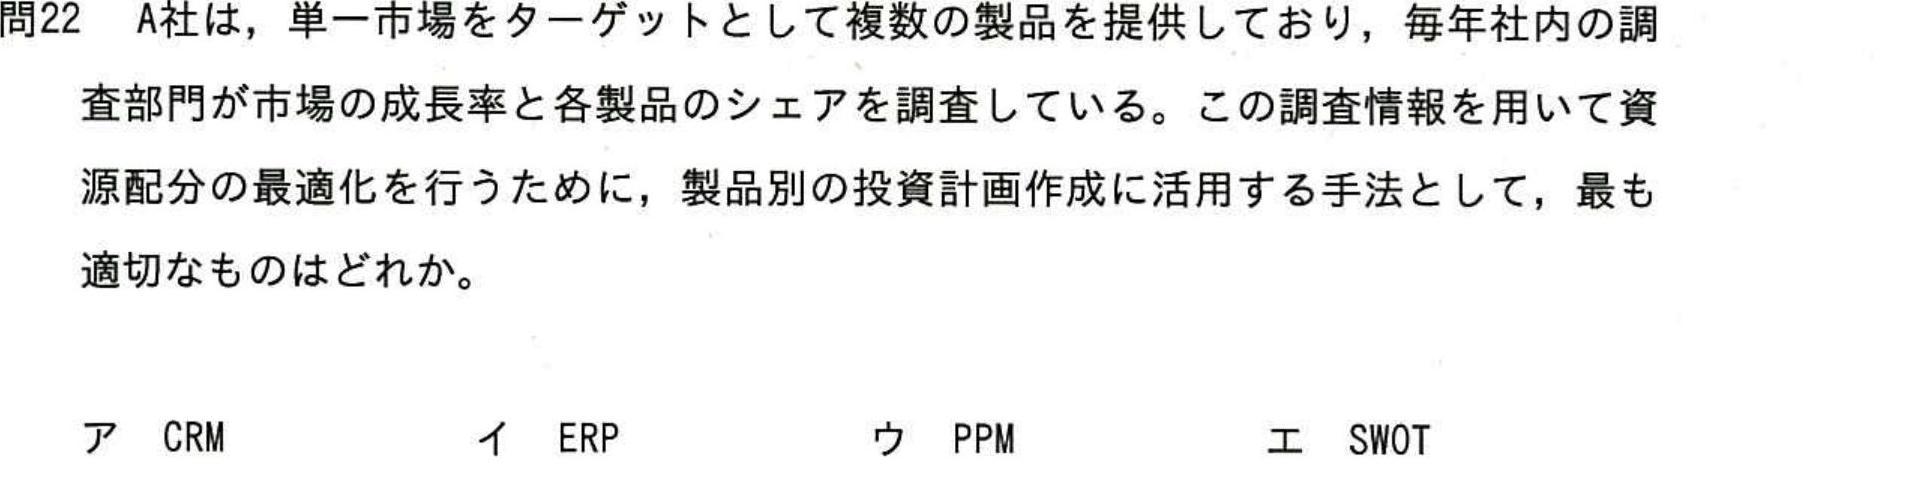 問22 A社は，単一市場をターゲットとして複数の製品を提供しており，毎年社内の調
査部門が市場の成長率と各製品のシェアを調査している。この調査情報を用いて資
源配分の最適化を行うために，製品別の投資計画作成に活用する手法として，最も
適切なものはどれか。
ア CRM イ ERP ウ PPM エ SWOT